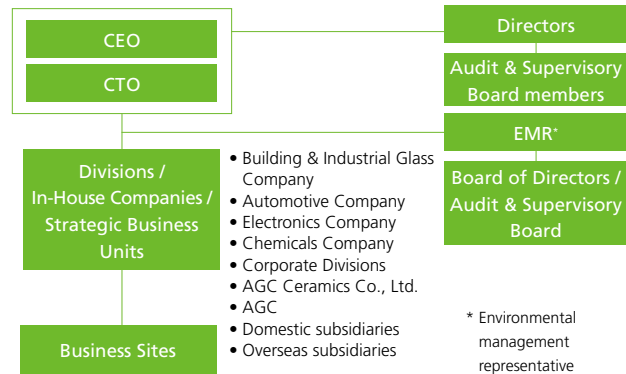 CEO
CTO
Directors
Audit & Supervisory
Board members
EMR*
Board of Directors /
Audit & Supervisory
Board
Divisions /
In-House Companies /
Strategic Business
Units
Business Sites
• Building & Industrial Glass
Company
• Automotive Company
• Electronics Company
• Chemicals Company
• Corporate Divisions
• AGC Ceramics Co., Ltd.
• AGC
• Domestic subsidiaries
• Overseas subsidiaries
* Environmental
management
representative